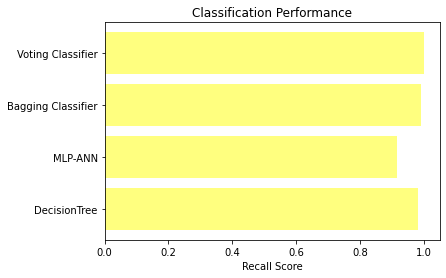 Classification Performance
Voting Classifier
Bagging Classifier
MLP-ANN
DecisionTree
0.0 0.2 0.4 0.6 0.8 1.0
Recall Score